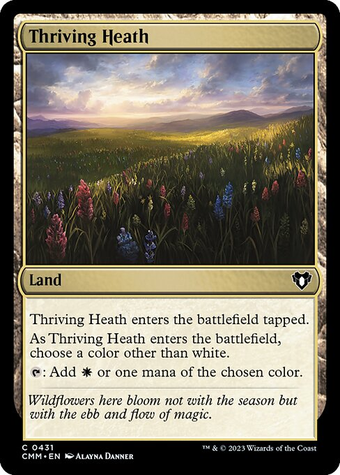 Thriving Heath
Land
Thriving Heath enters the battlefield tapped.
As Thriving Heath enters the battlefield,
choose a color other than white.
: Add or one mana of the chosen color.
Wildflowers here bloom not with the season but
with the ebb and flow of magic.
C 0431
CMM • EN ALAYNA DANNER
™ & © 2023 Wizards of the Coast